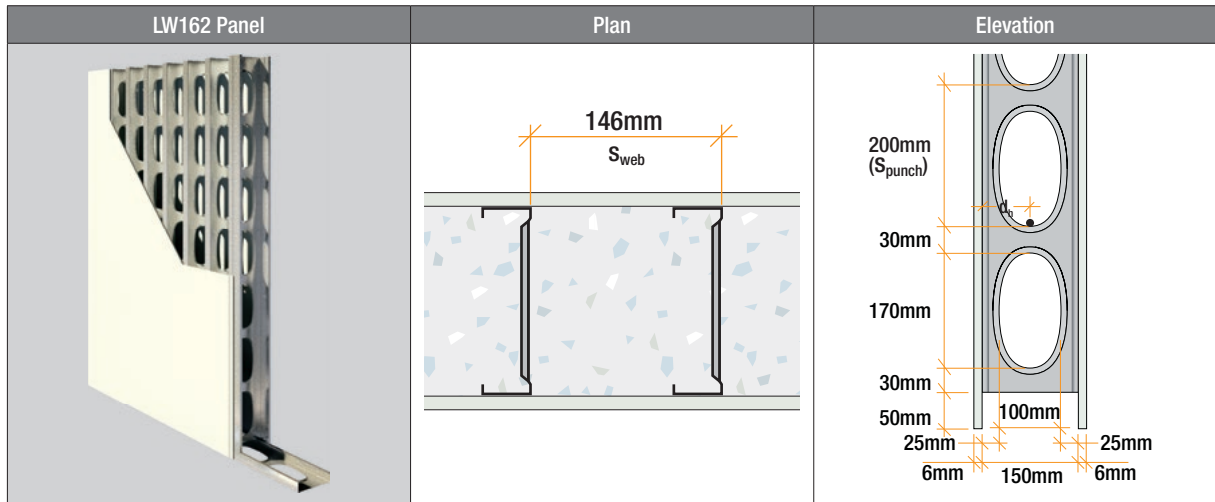 LW162 Panel
Plan
Elevation
146mm
Sweb
200mm
(Spunch)
dh
30mm
170mm
30mm
50mm
100mm
25mm
25mm
6mm
150mm
6mm